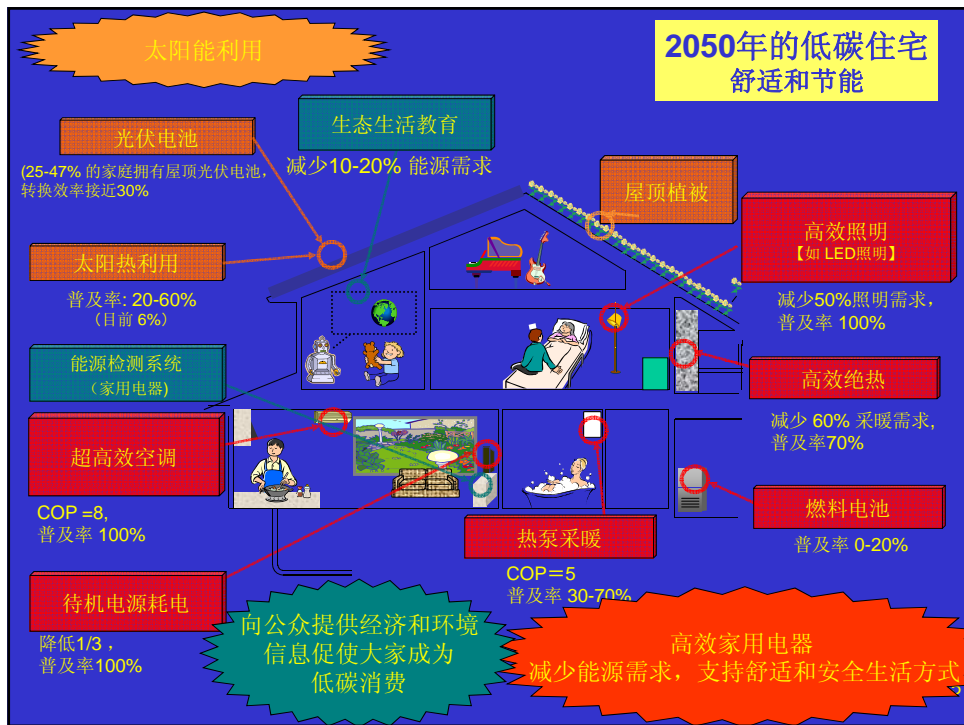 太阳能利用
2050年的低碳住宅
舒适和节能
光伏电池
(25-47% 的家庭拥有屋顶光伏电池，
转换效率接近30%
生态生活教育
减少10-20% 能源需求
屋顶植被
高效照明
【如 LED照明】
减少50%照明需求，
普及率 100%
太阳热利用
普及率: 20-60%
（目前 6%）
能源检测系统
（家用电器)
高效绝热
减少 60% 采暖需求,
普及率70%
超高效空调
COP =8,
普及率 100%
燃料电池
普及率 0-20%
热泵采暖
COP＝5
普及率 30-70%
待机电源耗电
降低1/3 ，
普及率100%
向公众提供经济和环境
信息促使大家成为
低碳消费
高效家用电器
减少能源需求，支持舒适和安全生活方式